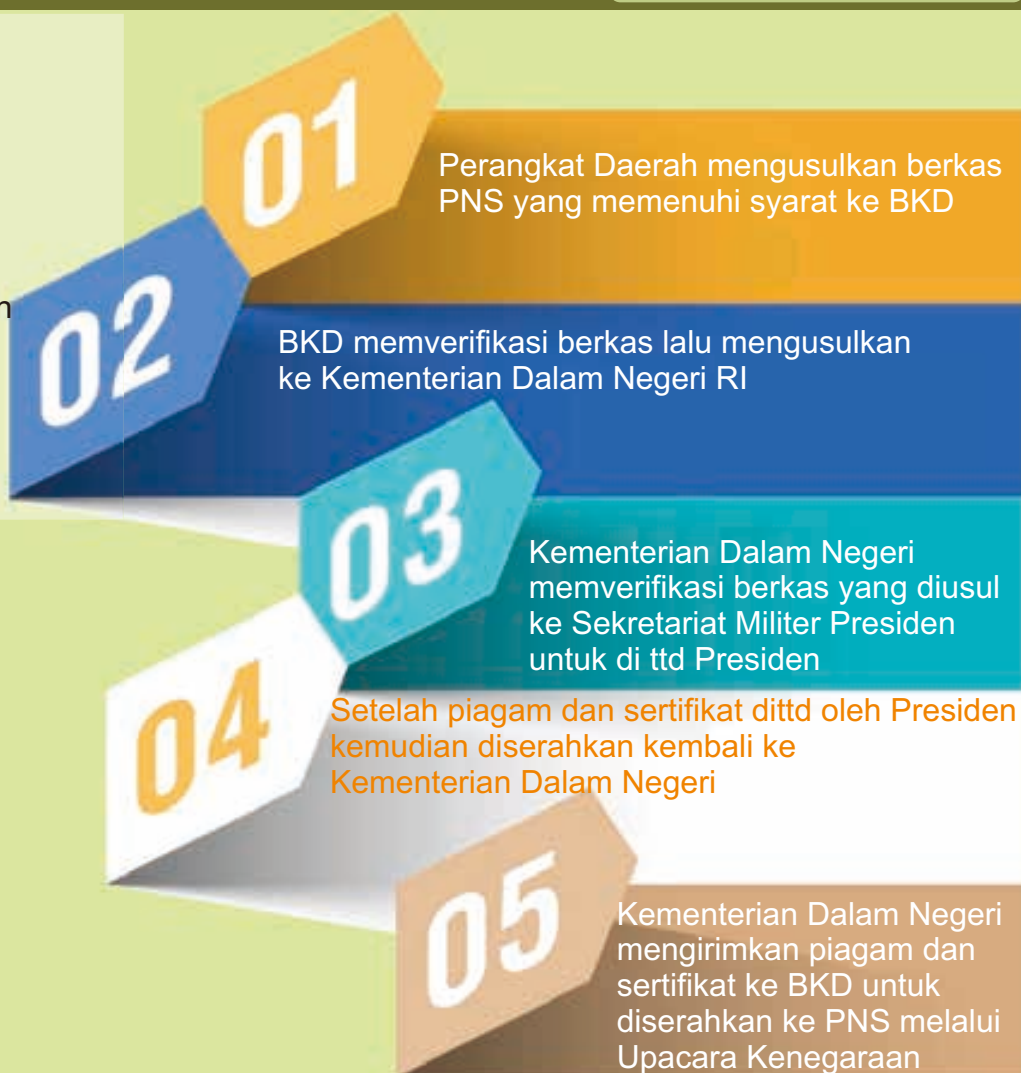 01
Perangkat Daerah mengusulkan berkas
PNS yang memenuhi syarat ke BKD
n
02
BKD memverifikasi berkas lalu mengusulkan
ke Kementerian Dalam Negeri RI
03
Kementerian Dalam Negeri
memverifikasi berkas yang diusul
ke Sekretariat Militer Presiden
untuk di ttd Presiden
04
Setelah piagam dan sertifikat dittd oleh Presiden
kemudian diserahkan kembali ke
Kementerian Dalam Negeri
05
Kementerian Dalam Negeri
mengirimkan piagam dan
sertifikat ke BKD untuk
diserahkan ke PNS melalui
Upacara Kenegaraan